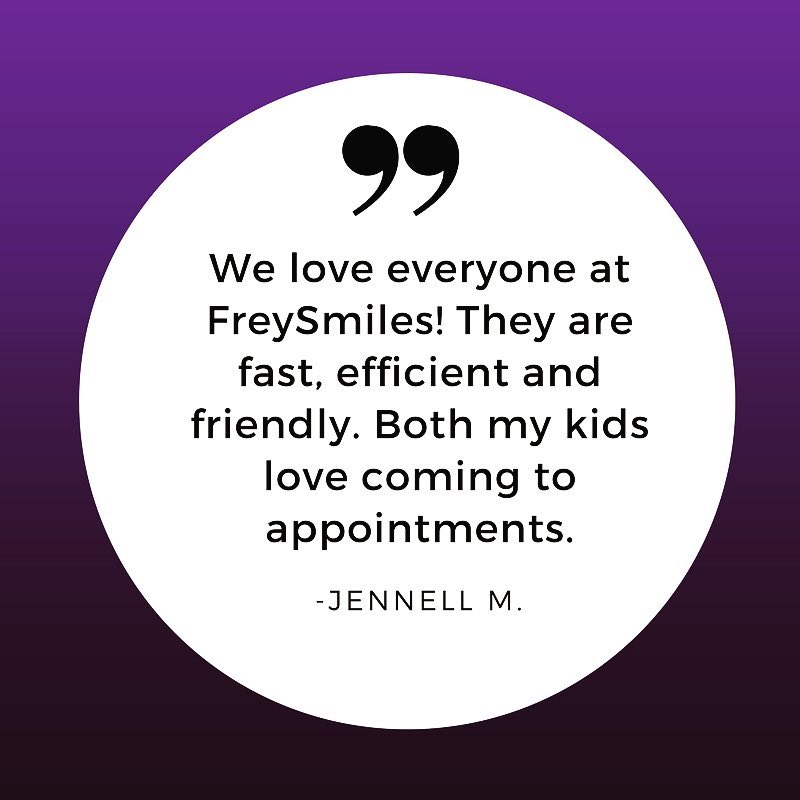 ”
We love everyone at
FreySmiles! They are
fast, efficient and
friendly. Both my kids
love coming to
appointments.
-JENNELL M.